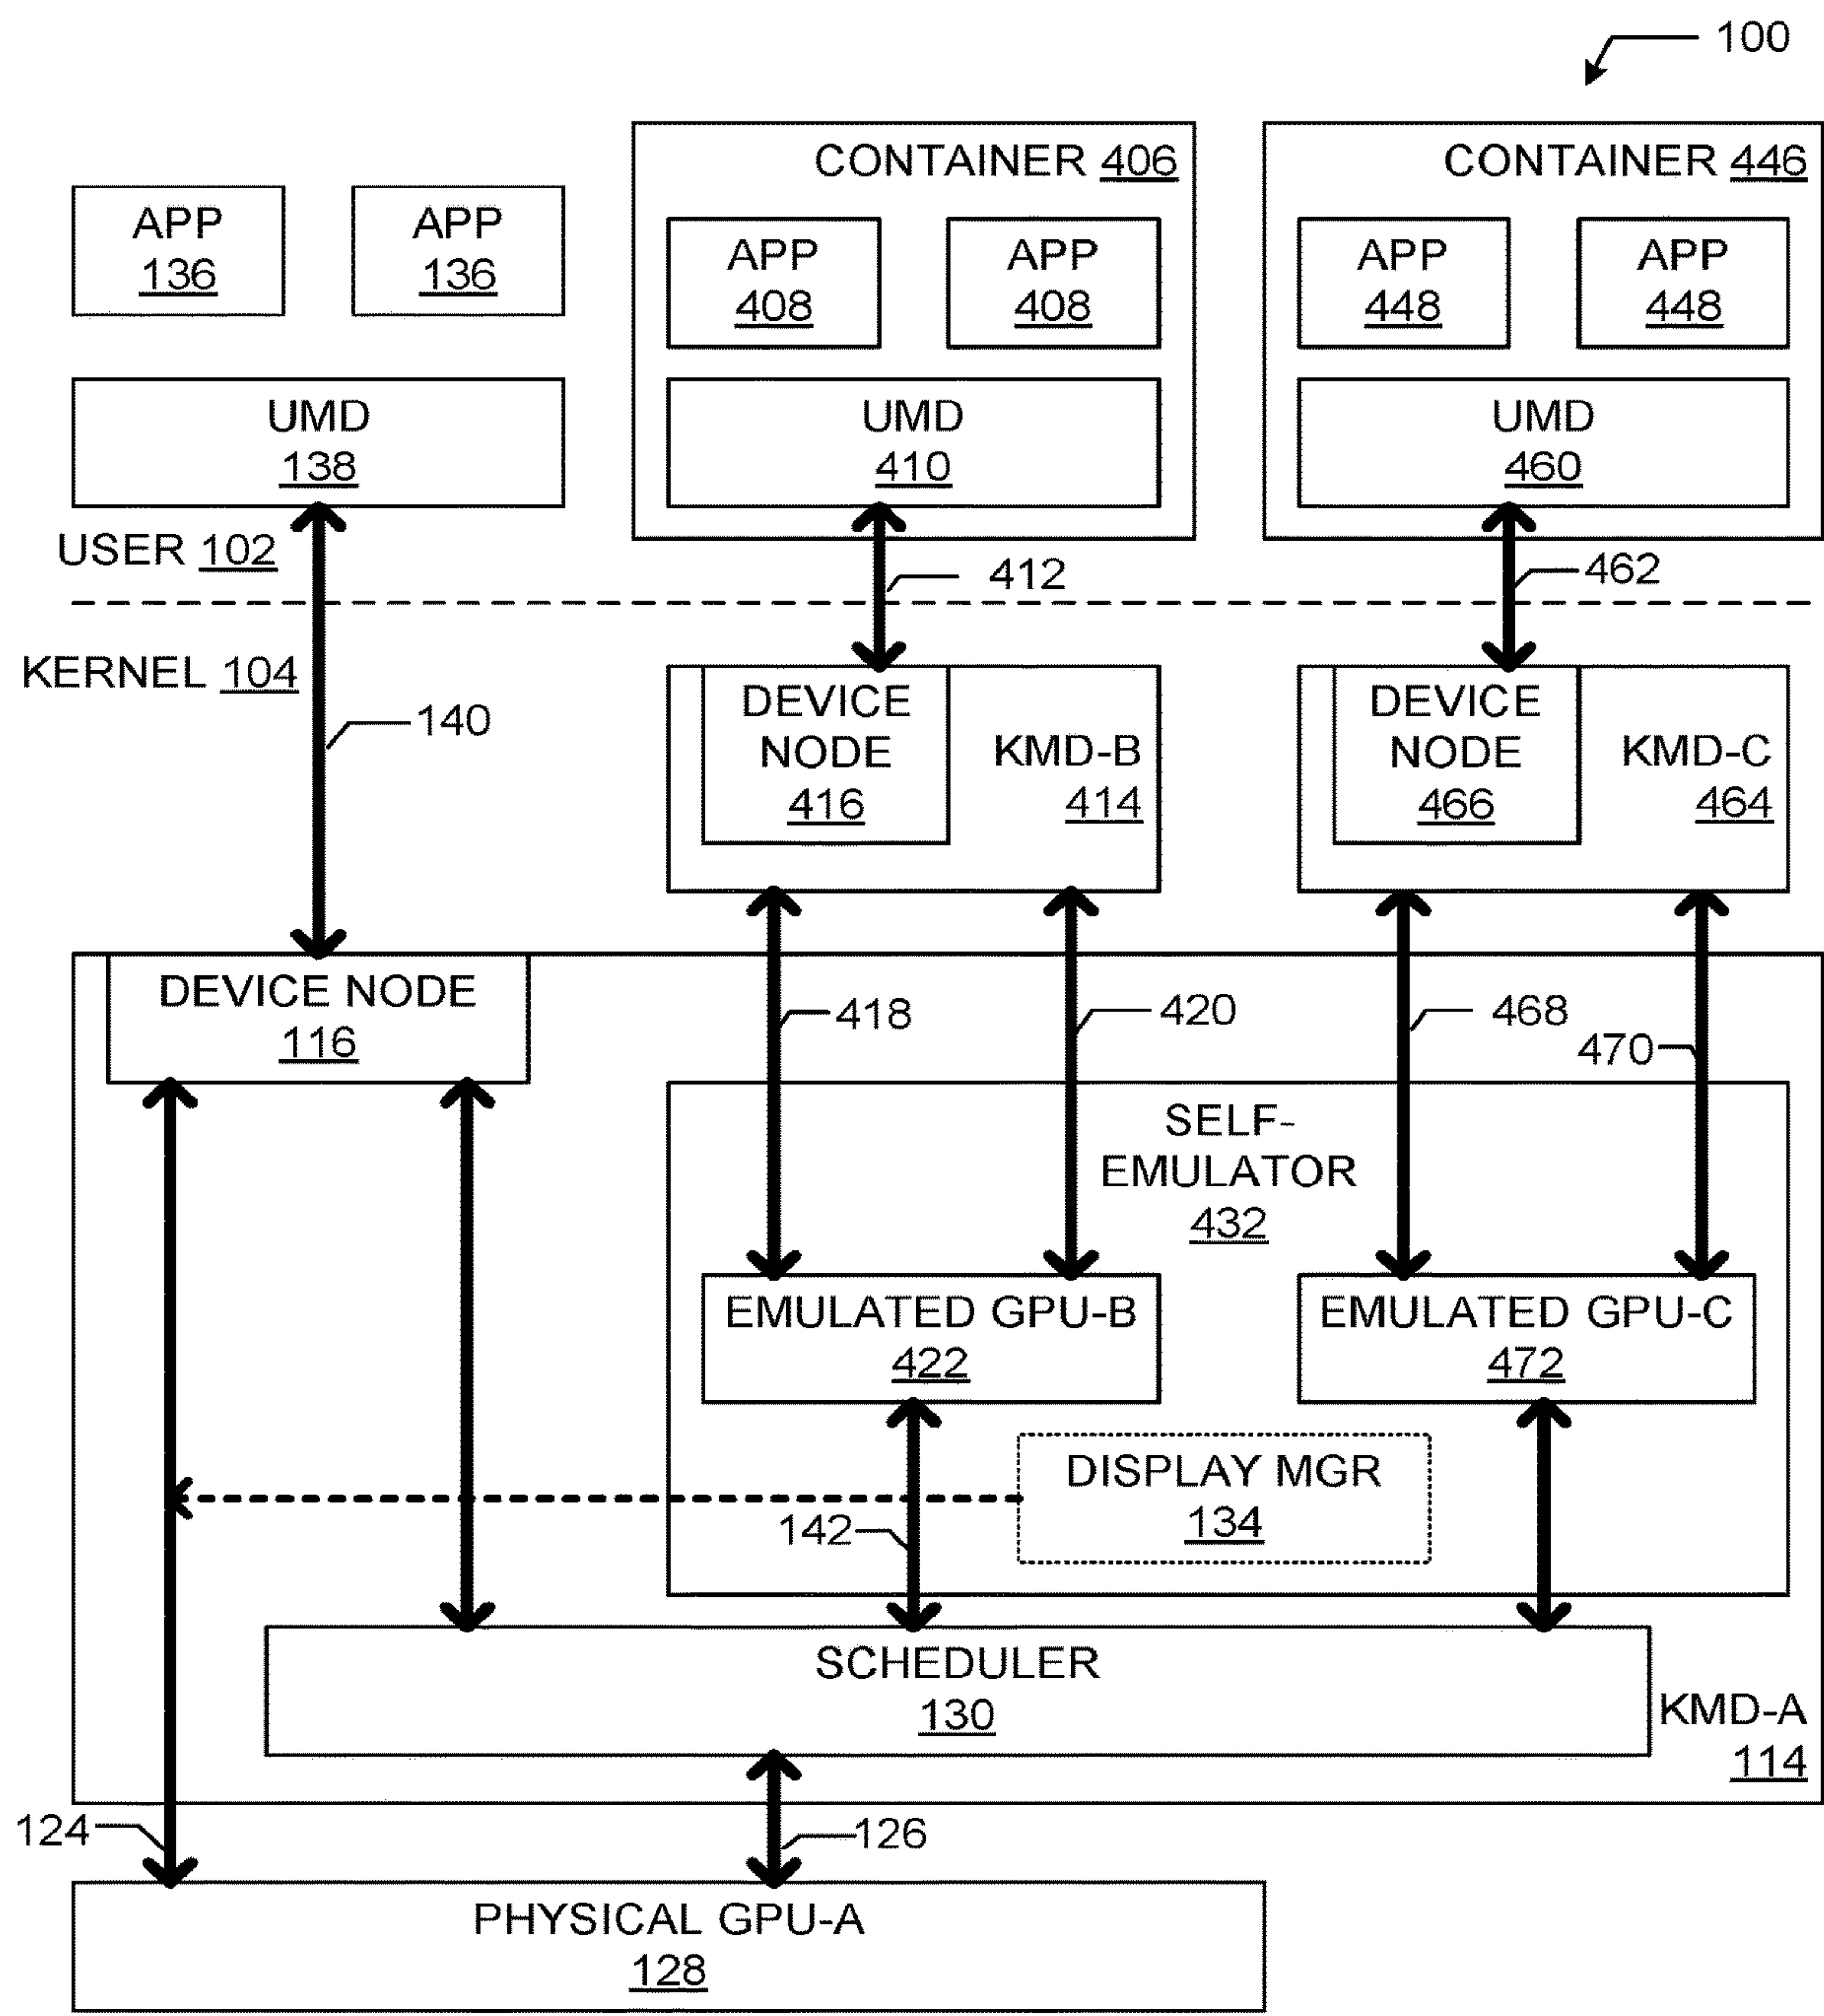 100
CONTAINER 406
CONTAINER 446
APP
136
APP
136
APP
408
APP
408
APP
448
APP
448
UMD
138
UMD
410
UMD
460
USER 102
412
462
KERNEL 104
140
DEVICE
NODE
416
KMD-B
414
DEVICE
NODE
466
KMD-C
464
DEVICE NODE
116
418
420
468
470
SELF-
EMULATOR
432
EMULATED GPU-B
422
EMULATED GPU-C
472
DISPLAY MGR
134
142
SCHEDULER
130
KMD-A
114
124
126
PHYSICAL GPU-A
128